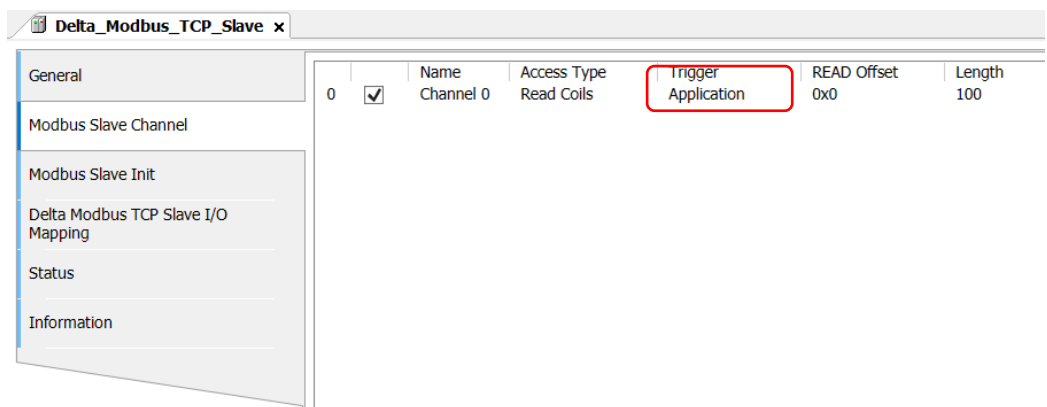 Delta_Modbus_TCP_Slave x
General
Modbus Slave Channel
Modbus Slave Init
Delta Modbus TCP Slave I/O
Mapping
Status
Information
Name Access Type Trigger READ Offset Length
0 Channel 0 Read Coils Application 0x0 100